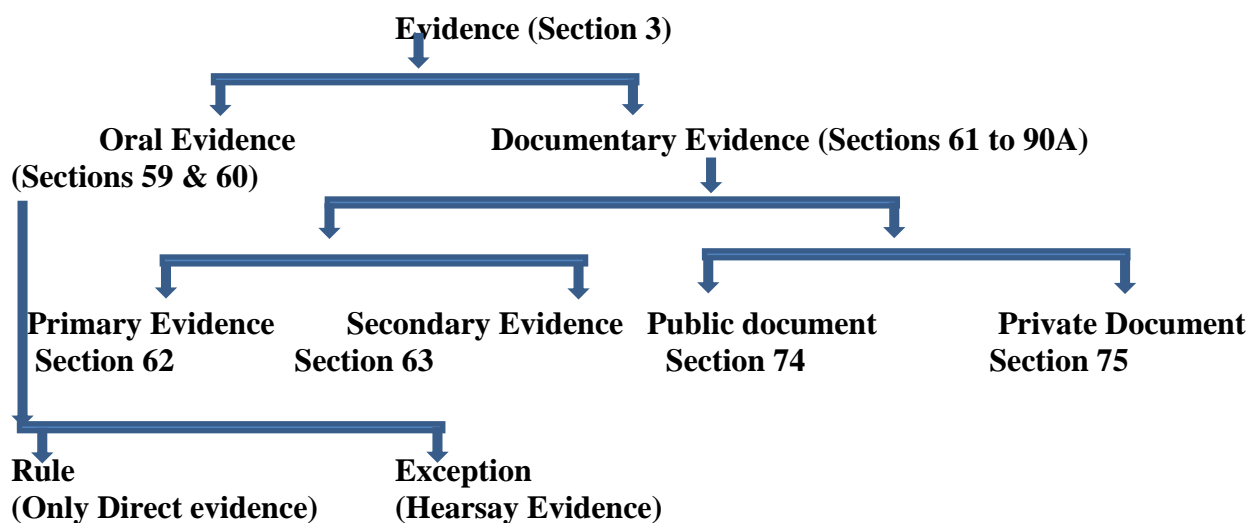 Evidence (Section 3)
Oral Evidence
(Sections 59 & 60)
Documentary Evidence (Sections 61 to 90A)
Primary Evidence
Section 62
Secondary Evidence
Section 63
Public document
Section 74
Private Document
Section 75
Rule
(Only Direct evidence)
Exception
(Hearsay Evidence)